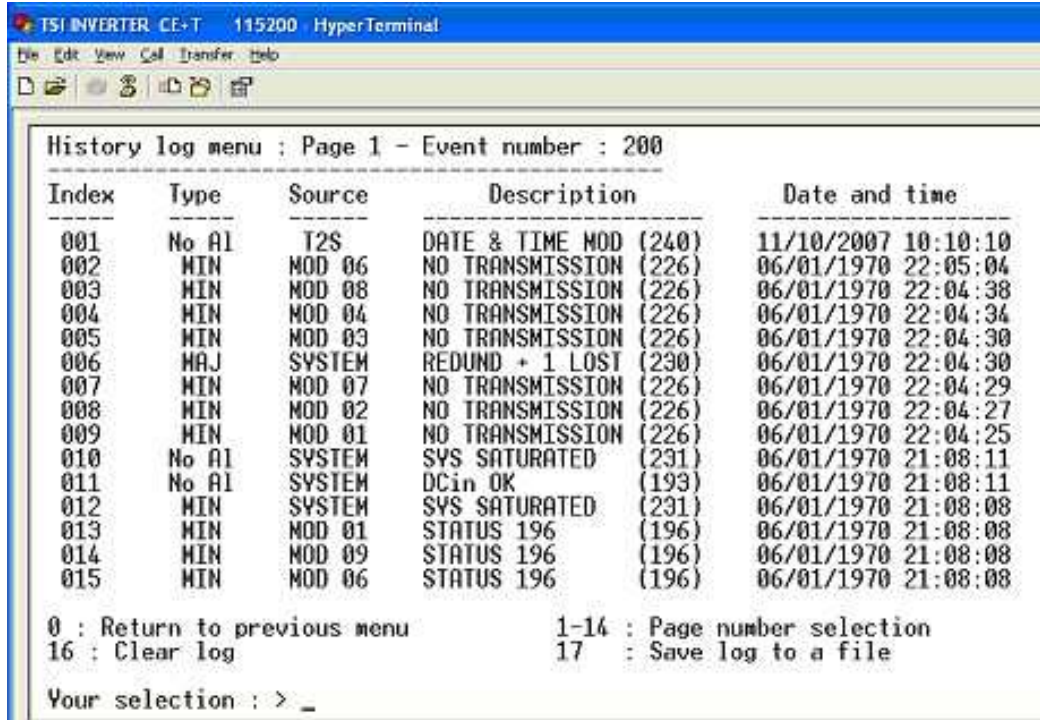 TSI INVERTER CE+T 115200 - HyperTerminal
File Edit View Call Transfer Help
History log menu : Page 1 - Event number : 200
Index Type Source Description Date and time
001 No Al T2S DATE & TIME MOD (240) 11/10/2007 10:10:10
002 MIN MOD 06 NO TRANSMISSION (226) 06/01/1970 22:05:04
003 MIN MOD 08 NO TRANSMISSION (226) 06/01/1970 22:04:38
004 MIN MOD 04 NO TRANSMISSION (226) 06/01/1970 22:04:34
005 MIN MOD 03 NO TRANSMISSION (226) 06/01/1970 22:04:30
006 MAJ SYSTEM REDUND + 1 LOST (230) 06/01/1970 22:04:30
007 MIN MOD 07 NO TRANSMISSION (226) 06/01/1970 22:04:29
008 MIN MOD 02 NO TRANSMISSION (226) 06/01/1970 22:04:27
009 MIN MOD 01 NO TRANSMISSION (226) 06/01/1970 22:04:25
010 No Al SYSTEM SYS SATURATED (231) 06/01/1970 21:08:11
011 No Al SYSTEM DCin OK (193) 06/01/1970 21:08:11
012 MIN SYSTEM SYS SATURATED (231) 06/01/1970 21:08:08
013 MIN MOD 01 STATUS 196 (196) 06/01/1970 21:08:08
014 MIN MOD 09 STATUS 196 (196) 06/01/1970 21:08:08
015 MIN MOD 06 STATUS 196 (196) 06/01/1970 21:08:08
0 : Return to previous menu 1-14 : Page number selection
16 : Clear log 17 : Save log to a file
Your selection : > _